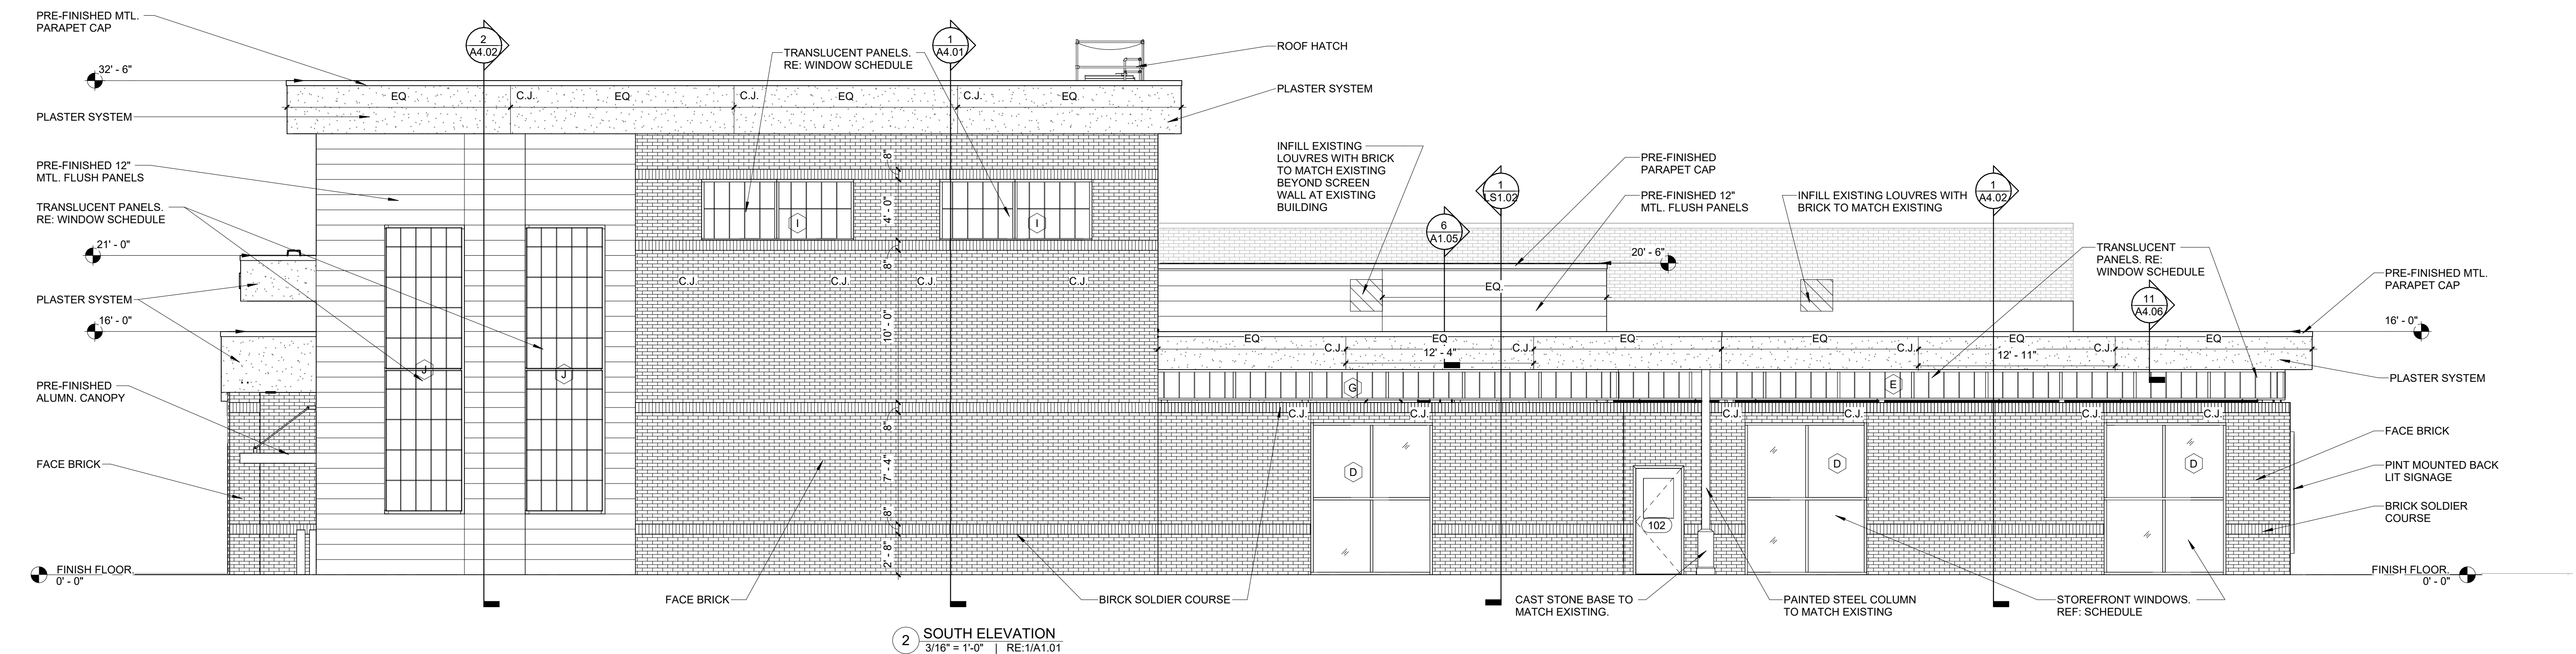 PRE-FINISHED MTL.
PARAPET CAP
32' - 6"
PLASTER SYSTEM
PRE-FINISHED 12"
MTL. FLUSH PANELS
TRANSLUCENT PANELS.
RE: WINDOW SCHEDULE
21' - 0"
PLASTER SYSTEM
16' - 0"
PRE-FINISHED
ALUMN. CANOPY
FACE BRICK
FINISH FLOOR.
0' - 0"
2
A4.02
TRANSLUCENT PANELS.
RE: WINDOW SCHEDULE
1
A4.01
ROOF HATCH
PLASTER SYSTEM
EQ
C.J.
EQ
C.J.
EQ
C.J.
EQ
INFILL EXISTING
LOUVRES WITH BRICK
TO MATCH EXISTING
BEYOND SCREEN
WALL AT EXISTING
BUILDING
1
LS1.02
6
A1.05
PRE-FINISHED
PARAPET CAP
PRE-FINISHED 12"
MTL. FLUSH PANELS
20' - 6"
INFILL EXISTING LOUVRES WITH
BRICK TO MATCH EXISTING
1
A4.02
TRANSLUCENT
PANELS. RE:
WINDOW SCHEDULE
11
A4.06
PRE-FINISHED MTL.
PARAPET CAP
16' - 0"
PLASTER SYSTEM
FACE BRICK
PINT MOUNTED BACK
LIT SIGNAGE
BRICK SOLDIER
COURSE
FINISH FLOOR.
0' - 0"
8"
4' - 0"
8"
10' - 0"
8"
7' - 4"
8"
2' - 8"
I
I
J
J
C.J.
C.J.
C.J.
C.J.
EQ.
EQ
C.J.
EQ
12' - 4"
C.J.
EQ
EQ
C.J.
EQ
12' - 11"
C.J.
EQ
G
E
C.J.
C.J.
C.J.
C.J.
C.J.
C.J.
D
D
D
102
FACE BRICK
BIRCK SOLDIER COURSE
CAST STONE BASE TO
MATCH EXISTING.
PAINTED STEEL COLUMN
TO MATCH EXISTING
STOREFRONT WINDOWS.
REF: SCHEDULE
2
SOUTH ELEVATION
3/16" = 1'-0" | RE:1/A1.01